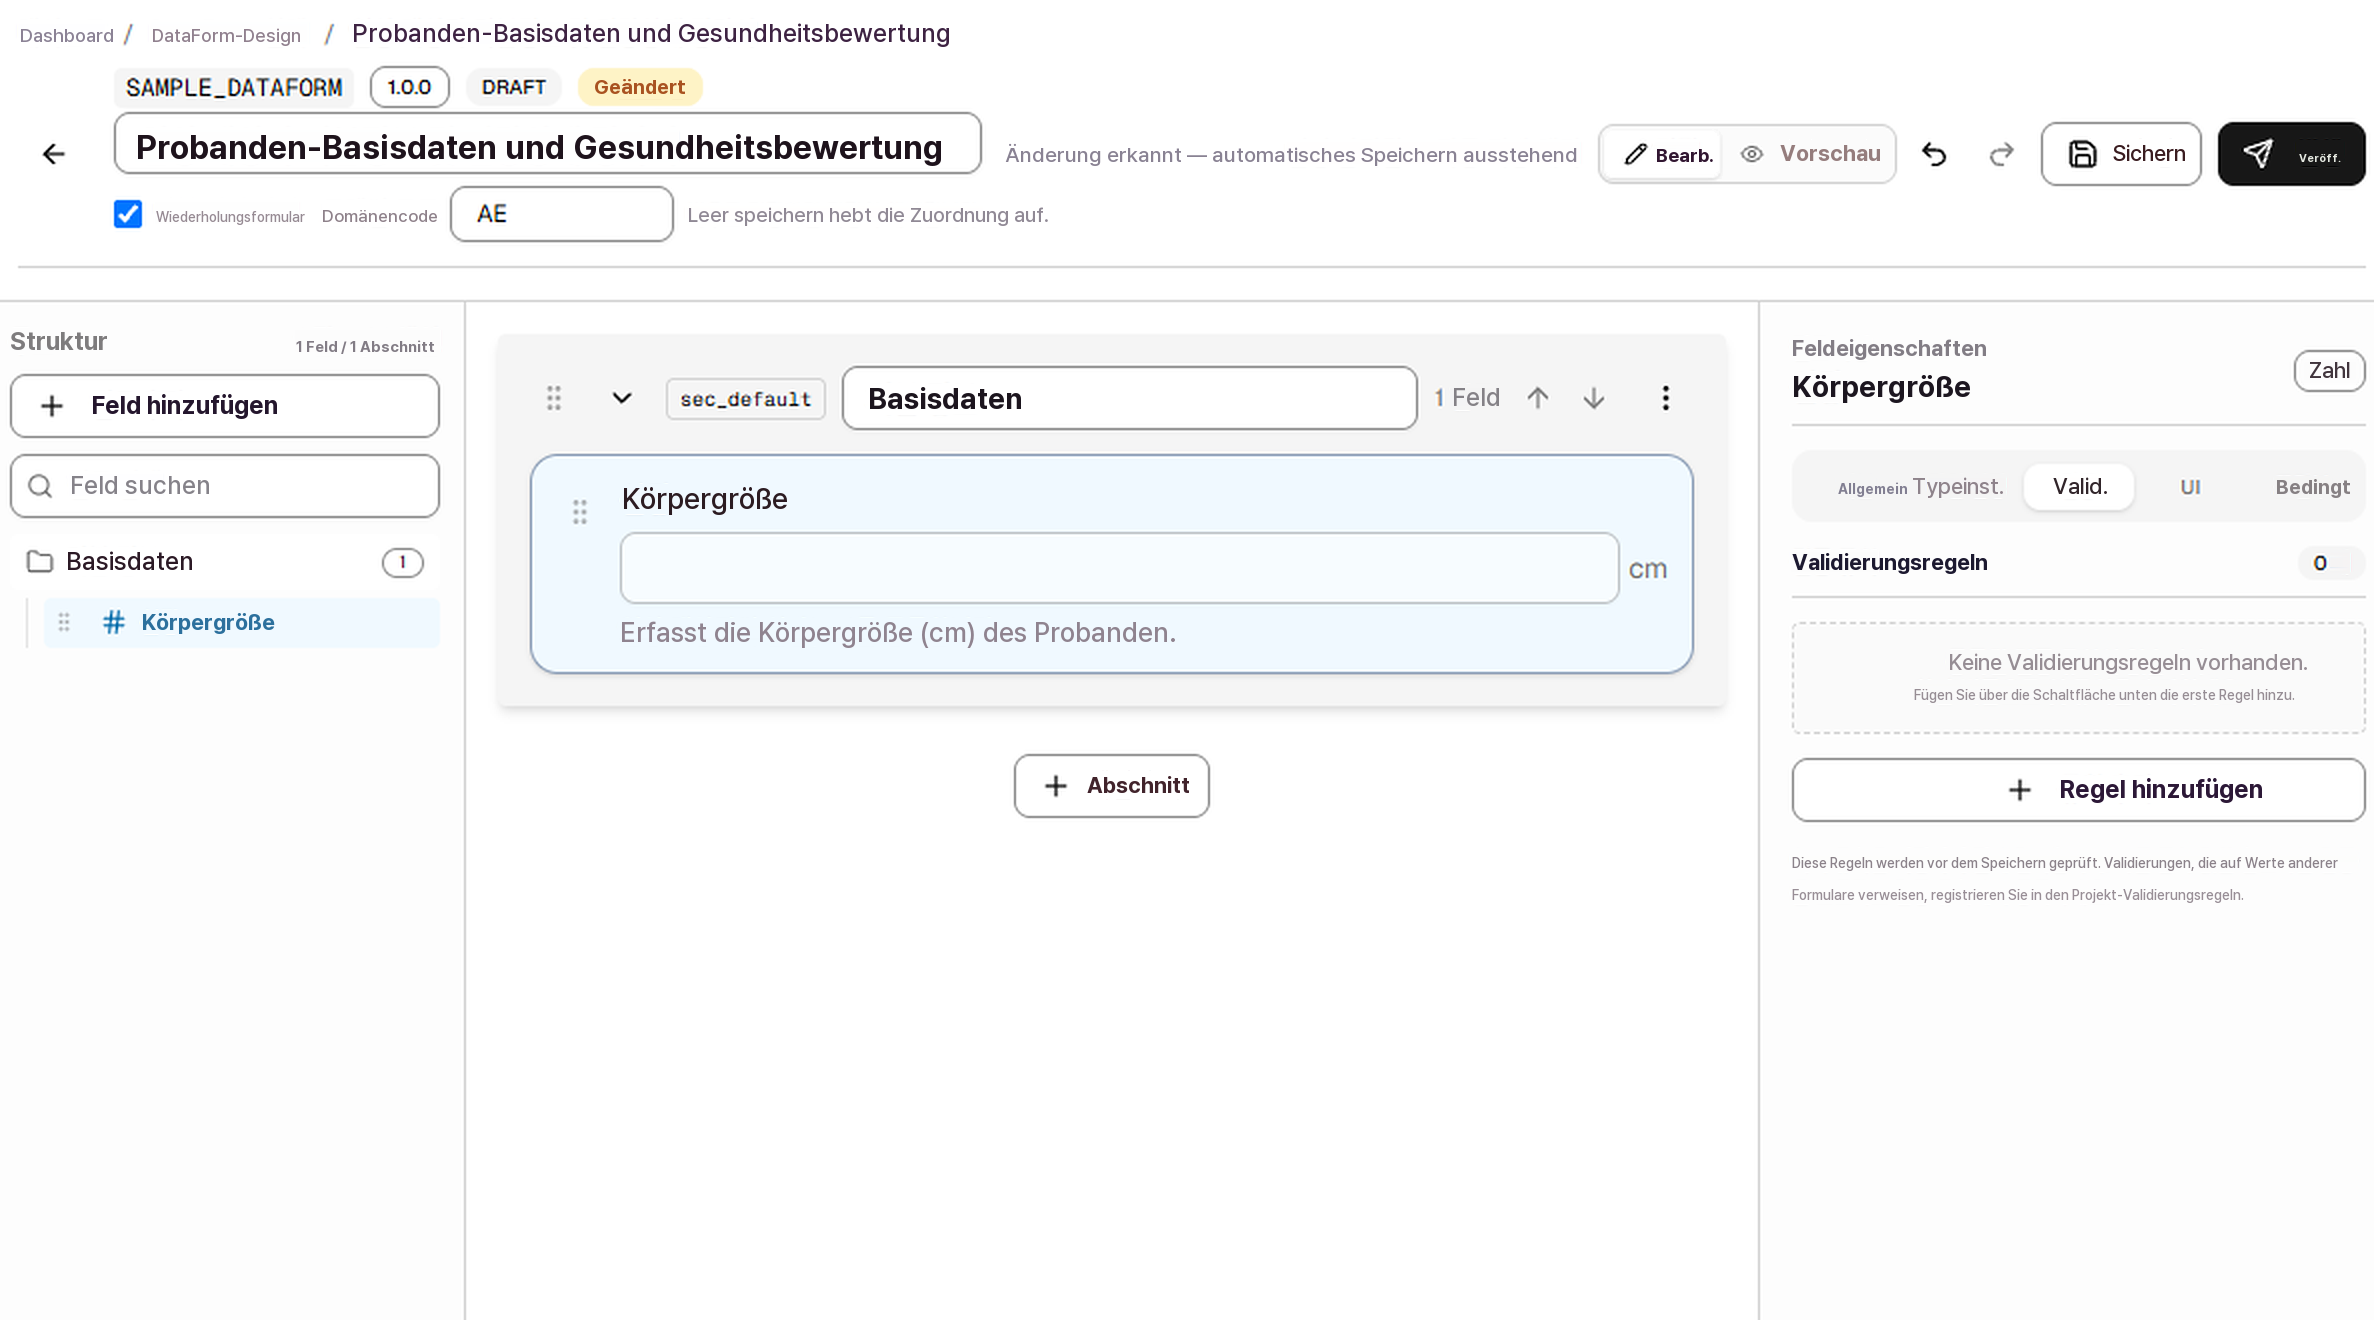 Dashboard / DataForm-Design / Probanden-Basisdaten und Gesundheitsbewertung
SAMPLE_DATAFORM 1.0.0 DRAFT Geändert
Probanden-Basisdaten und Gesundheitsbewertung
Änderung erkannt — automatisches Speichern ausstehend
Bearb. Vorschau Sichern Veröff.
Wiederholungsformular Domänencode AE Leer speichern hebt die Zuordnung auf.
Struktur 1 Feld / 1 Abschnitt
Feld hinzufügen
Feld suchen
Basisdaten 1
Körpergröße
sec_default Basisdaten 1 Feld
Körpergröße
cm
Erfasst die Körpergröße (cm) des Probanden.
Abschnitt
Feldeigenschaften
Körpergröße Zahl
Allgemein Typeinst. Valid. UI Bedingt
Validierungsregeln 0
Keine Validierungsregeln vorhanden.
Fügen Sie über die Schaltfläche unten die erste Regel hinzu.
Regel hinzufügen
Diese Regeln werden vor dem Speichern geprüft. Validierungen, die auf Werte anderer
Formulare verweisen, registrieren Sie in den Projekt-Validierungsregeln.